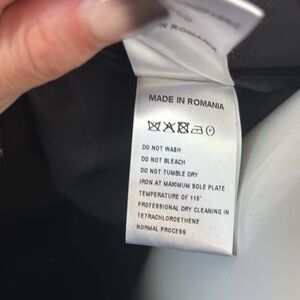 N ROMANIA
MADE IN ROMANIA
DO NOT WASH
DO NOT BLEACH
DO NOT TUMBLE DRY
IRON AT MAXIMUM SOLE PLATE
TEMPERATURE OF 110°
PROFESSIONAL DRY CLEANING IN
TETRACHLOROETHENE
NORMAL PROCESS